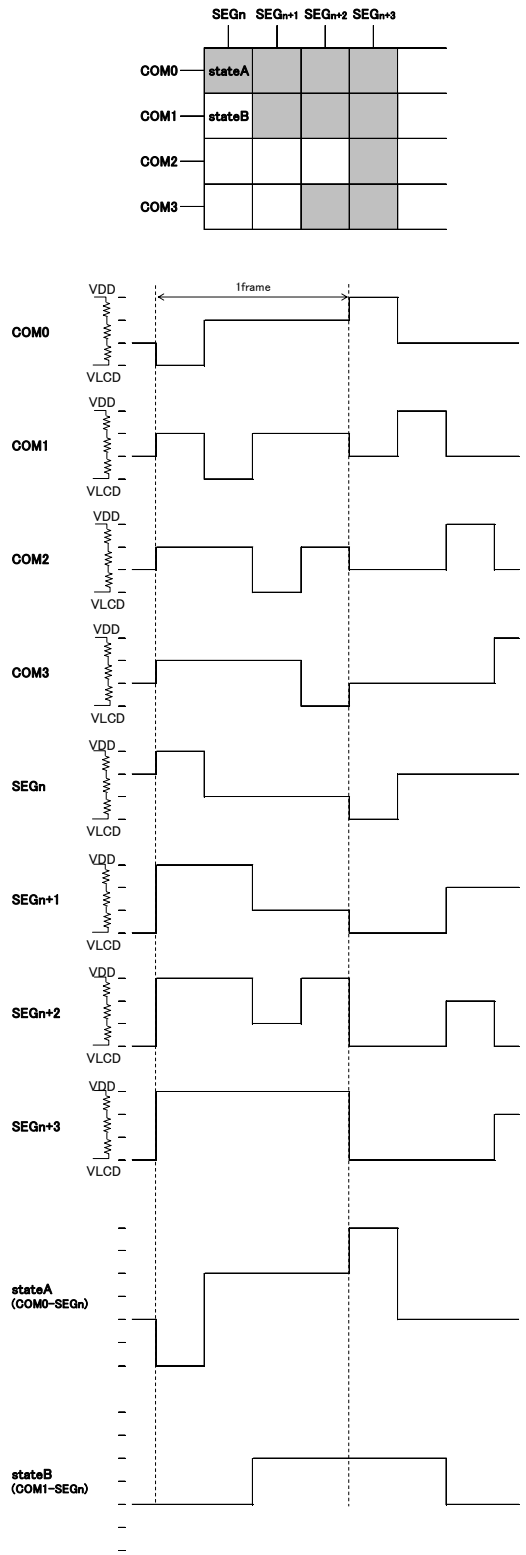 SEGn SEGn+1 SEGn+2 SEGn+3
COM0 stateA
COM1 stateB
COM2
COM3
VDD 1frame
COM0
VLCD
VDD
COM1
VLCD
VDD
COM2
VLCD
VDD
COM3
VLCD
VDD
SEGn
VLCD
VDD
SEGn+1
VLCD
VDD
SEGn+2
VLCD
VDD
SEGn+3
VLCD
stateA
(COM0-SEGn)
stateB
(COM1-SEGn)